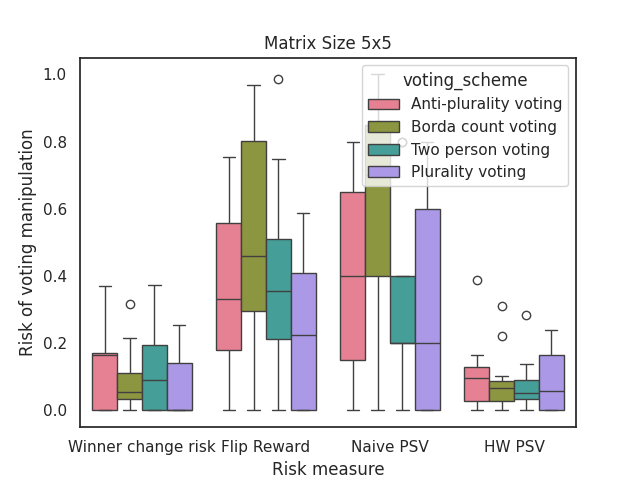 Matrix Size 5x5
voting_scheme
Anti-plurality voting
Borda count voting
Two person voting
Plurality voting
Risk of voting manipulation
1.0
0.8
0.6
0.4
0.2
0.0
Winner change risk Flip Reward Naive PSV HW PSV
Risk measure